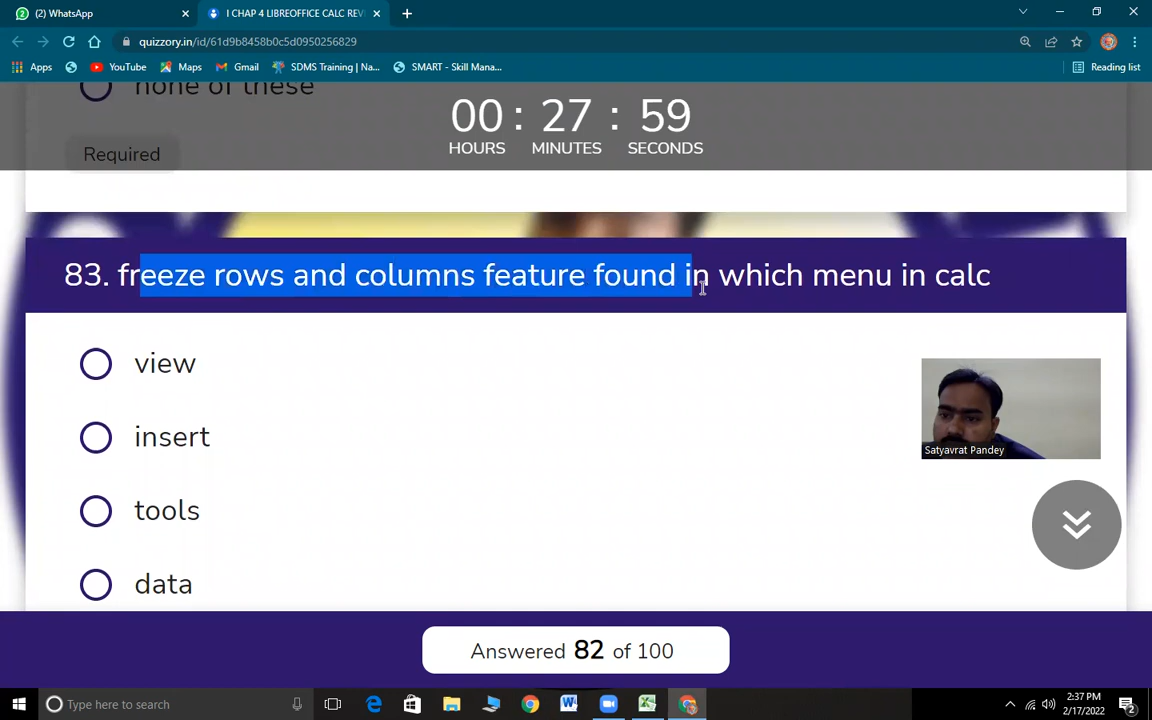 (2) WhatsApp
I CHAP 4 LIBREOFFICE CALC REV
quizzory.in/id/61d9b8458b0c5d0950256829
Apps
YouTube
Maps
Gmail
SDMS Training | Na...
SMART - Skill Mana...
Reading list
none of these
00 : 27 : 59
HOURS MINUTES SECONDS
Required
83. freeze rows and columns feature found in which menu in calc
view
insert
tools
data
Satyavrat Pandey
Answered 82 of 100
Type here to search
2:37 PM
2/17/2022
2